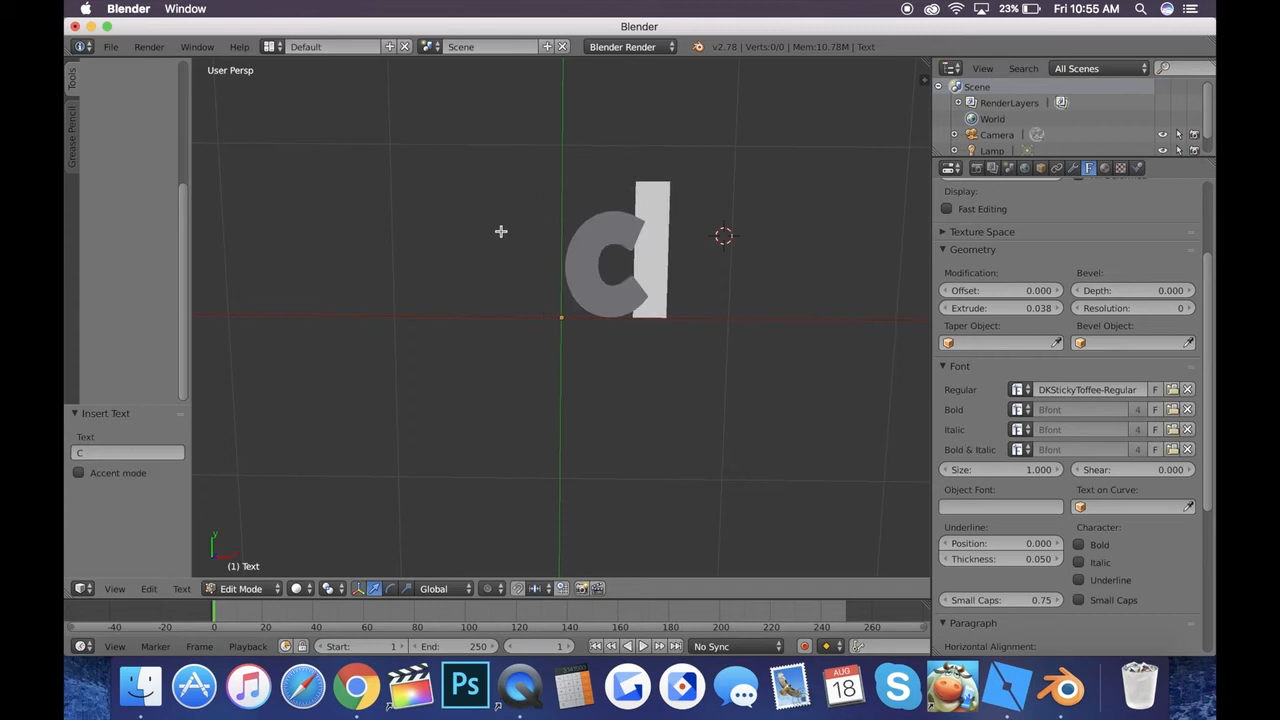 Blender Window 23% Fri 10:55 AM
Blender
File Render Window Help Default Scene Blender Render v2.78 | Verts:0/0 | Mem:10.78M | Text
User Persp
View Search All Scenes
Scene
RenderLayers
World
Camera
Lamp
Tools
Grease Pencil
Display:
Fast Editing
Texture Space
Geometry
Modification: Bevel:
Offset: 0.000 Depth: 0.000
Extrude: 0.038 Resolution: 0
Taper Object: Bevel Object:
Font
Regular DKStickyToffee-Regular F
Bold Bfont 4 F
Italic Bfont 4 F
Bold & Italic Bfont 4 F
Size: 1.000 Shear: 0.000
Object Font: Text on Curve:
Underline: Character:
Position: 0.000 Bold
Thickness: 0.050 Italic
Underline
Small Caps: 0.75 Small Caps
Paragraph
Horizontal Alignment:
Insert Text
Text
C
Accent mode
c
y
(1) Text
View Edit Text Edit Mode Global
-40 -20 0 20 40 60 80 100 120 140 160 180 200 220 240 260
View Marker Frame Playback Start: 1 End: 250 1 No Sync
Ps
AUG
18